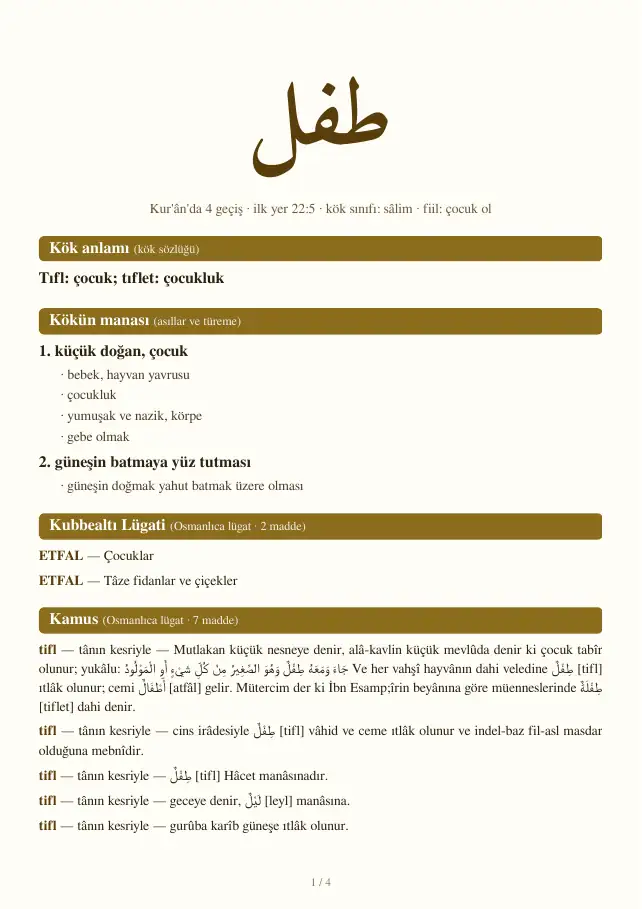 طفل
Kur'ân'da 4 geçiş · ilk yer 22:5 · kök sınıfı: sâlim · fiil: çocuk ol
Kök anlamı (kök sözlüğü)
Tıfl: çocuk; tıflet: çocukluk
Kökün manası (asıllar ve türeme)
1. küçük doğan, çocuk
· bebek, hayvan yavrusu
· çocukluk
· yumuşak ve nazik, körpe
· gebe olmak
2. güneşin batmaya yüz tutması
· güneşin doğmak yahut batmak üzere olması
Kubbealtı Lügati (Osmanlıca lügat · 2 madde)
ETFAL — Çocuklar
ETFAL — Tâze fidanlar ve çiçekler
Kamus (Osmanlıca lügat · 7 madde)
tifl — tânın kesriyle — Mutlakan küçük nesneye denir, alâ-kavlin küçük mevlûda denir ki çocuk tabîr
olunur; yukâlu: جَاءَ وَمَعَهُ طِفْلٌ وَهُوَ الصَّغِيرُ مِنْ كُلِّ شَيْءٍ أَوِ الْمَوْلُودُ Ve her vahşî hayvânın dahi veledine طِفْلٌ [tifl]
ıtlâk olunur; cemi أَطْفَالٌ [atfâl] gelir. Mütercim der ki İbn Esamp;îrin beyânına göre müenneslerinde طِفْلَةٌ
[tiflet] dahi denir.
tifl — tânın kesriyle — cins irâdesiyle طِفْلٌ [tifl] vâhid ve ceme ıtlâk olunur ve indel-baz fil-asl masdar
olduğuna mebnîdir.
tifl — tânın kesriyle — طِفْلٌ [tifl] Hâcet manâsınadır.
tifl — tânın kesriyle — geceye denir, لَيْلٌ [leyl] manâsına.
tifl — tânın kesriyle — gurûba karîb güneşe ıtlâk olunur.
1 / 4